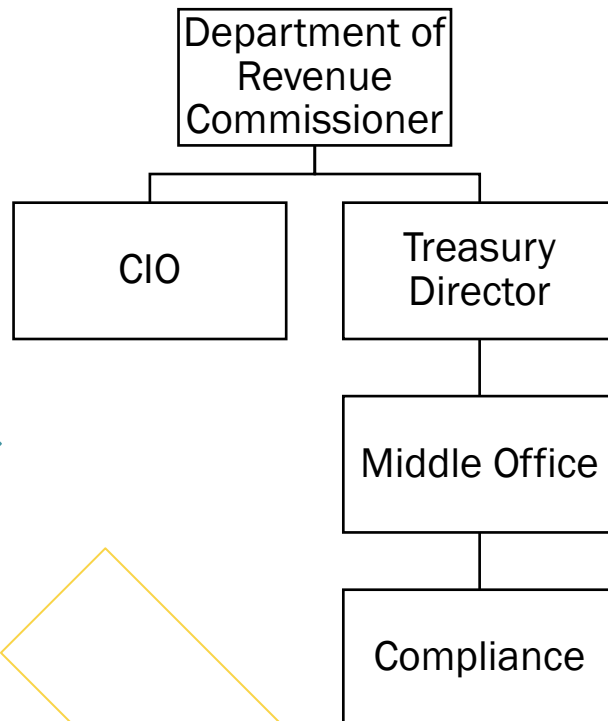 Department of
Revenue
Commissioner
CIO
Treasury
Director
Middle Office
Compliance